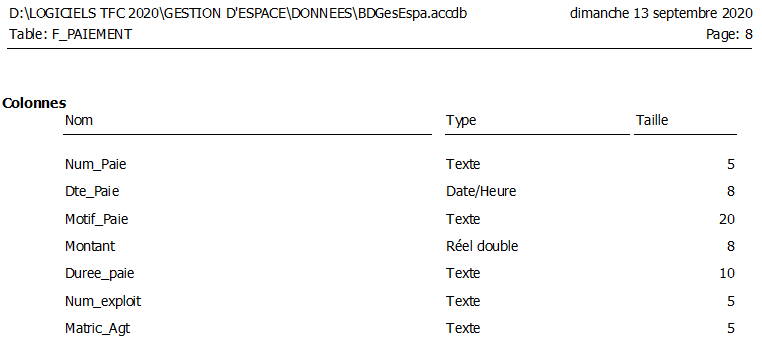 D:\LOGICIELS TFC 2020\GESTION D'ESPACE\DONNEES\BDGesEspa.accdb dimanche 13 septembre 2020
Table: F_PAIEMENT Page: 8
Colonnes
Nom Type Taille
Num_Paie Texte 5
Dte_Paie Date/Heure 8
Motif_Paie Texte 20
Montant Réel double 8
Duree_paie Texte 10
Num_exploit Texte 5
Matric_Agt Texte 5